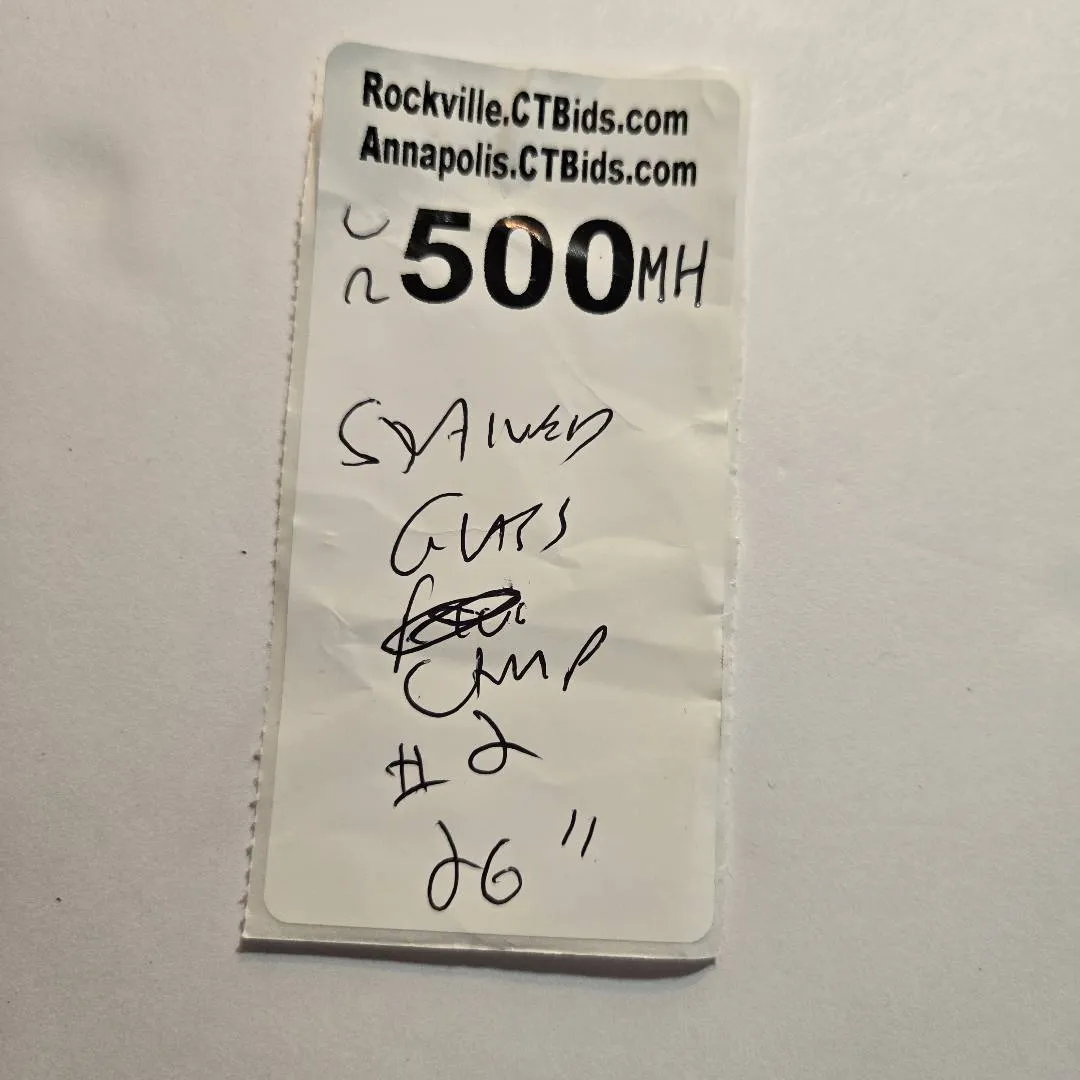 Rockville.CTBids.com
Annapolis.CTBids.com
500MH
STAINED
GLASS
LAMP
#2
26"